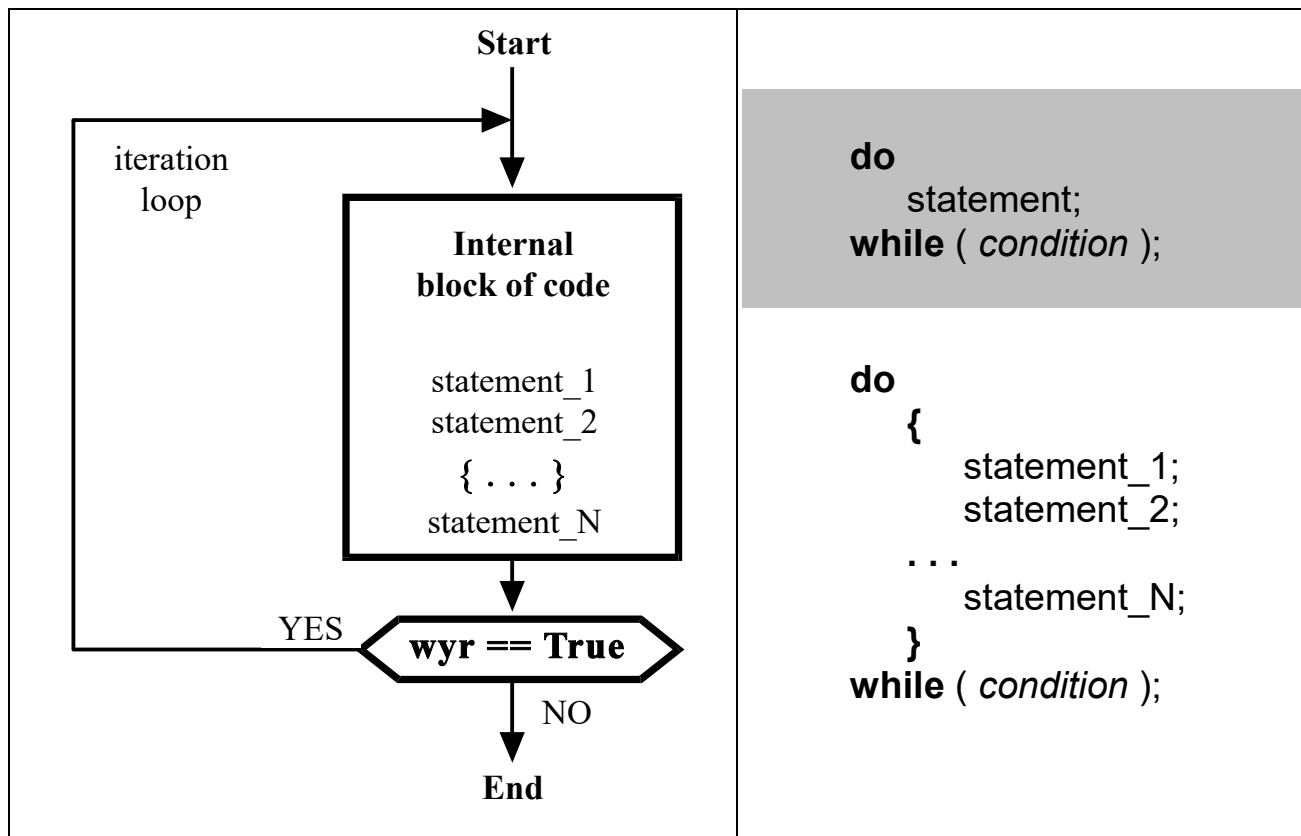 Start
iteration
loop
Internal
block of code
statement_1
statement_2
{ . . . }
statement_N
YES
wyr == True
NO
End
do
statement;
while ( condition );
do
{
statement_1;
statement_2;
. . .
statement_N;
}
while ( condition );